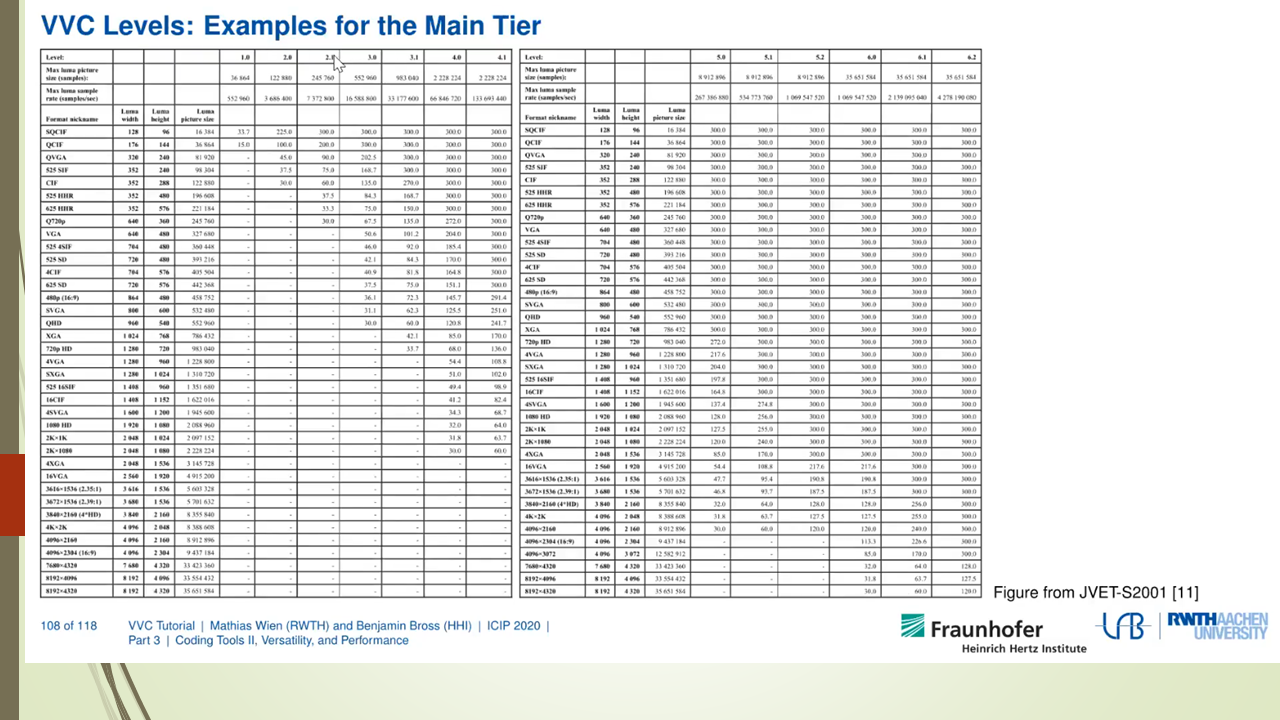 VVC Levels: Examples for the Main Tier
Level: 1.0 2.0 3.0 3.1 4.0 4.1
Max luma picture size (samples): 36 864 122 880 245 760 552 960 983 040 2 228 224 2 228 224
Max luma sample rate (samples/sec) 552 960 3 686 400 7 372 800 16 588 800 33 177 600 66 846 720 133 693 440
Format nickname Luma width Luma height Luma picture size
SQCIF 128 96 16 384 33.7 225.0 300.0 300.0 300.0 300.0 300.0
QCIF 176 144 36 864 15.0 100.0 200.0 300.0 300.0 300.0 300.0
QVGA 320 240 81 920 - 45.0 90.0 202.5 300.0 300.0 300.0
525 SIF 352 240 98 304 - 37.5 75.0 168.7 300.0 300.0 300.0
CIF 352 288 122 880 - 30.0 60.0 135.0 270.0 300.0 300.0
525 HHR 352 480 196 608 - - 37.5 84.3 168.7 300.0 300.0
625 HHR 352 576 221 184 - - 33.3 75.0 150.0 300.0 300.0
Q720p 640 360 245 760 - - 30.0 67.5 135.0 272.0 300.0
VGA 640 480 327 680 - - - 50.6 101.2 204.0 300.0
525 4SIF 704 480 360 448 - - - 46.0 92.0 185.4 300.0
525 SD 720 480 393 216 - - - 42.1 84.3 170.0 300.0
4CIF 704 576 405 504 - - - 40.9 81.8 164.8 300.0
625 SD 720 576 442 368 - - - 37.5 75.0 151.1 300.0
480p (16:9) 864 480 458 752 - - - 36.1 72.3 145.7 291.4
SVGA 800 600 532 480 - - - 31.1 62.3 125.5 251.0
QHD 960 540 552 960 - - - 30.0 60.0 120.8 241.7
XGA 1 024 768 786 432 - - - - 42.1 85.0 170.0
720p HD 1 280 720 983 040 - - - - 33.7 68.0 136.0
4VGA 1 280 960 1 228 800 - - - - - 54.4 108.8
SXGA 1 280 1 024 1 310 720 - - - - - 51.0 102.0
525 16SIF 1 408 960 1 351 680 - - - - - 49.4 98.9
16CIF 1 408 1 152 1 622 016 - - - - - 41.2 82.4
4SVGA 1 600 1 200 1 945 600 - - - - - 34.3 68.7
1080 HD 1 920 1 080 2 088 960 - - - - - 32.0 64.0
2K×1K 2 048 1 024 2 097 152 - - - - - 31.8 63.7
2K×1080 2 048 1 080 2 228 224 - - - - - 30.0 60.0
4XGA 2 048 1 536 3 145 728 - - - - - - -
16VGA 2 560 1 920 4 915 200 - - - - - - -
3616×1536 (2.35:1) 3 616 1 536 5 603 328 - - - - - - -
3672×1536 (2.39:1) 3 680 1 536 5 701 632 - - - - - - -
3840×2160 (4*HD) 3 840 2 160 8 355 840 - - - - - - -
4K×2K 4 096 2 048 8 388 608 - - - - - - -
4096×2160 4 096 2 160 8 912 896 - - - - - - -
4096×2304 (16:9) 4 096 2 304 9 437 184 - - - - - - -
7680×4320 7 680 4 320 33 423 360 - - - - - - -
8192×4096 8 192 4 096 33 554 432 - - - - - - -
8192×4320 8 192 4 320 35 651 584 - - - - - - -
Level: 5.0 5.1 5.2 6.0 6.1 6.2
Max luma picture size (samples): 8 912 896 8 912 896 8 912 896 35 651 584 35 651 584 35 651 584
Max luma sample rate (samples/sec) 267 386 880 534 773 760 1 069 547 520 1 069 547 520 2 139 095 040 4 278 190 080
Format nickname Luma width Luma height Luma picture size
SQCIF 128 96 16 384 300.0 300.0 300.0 300.0 300.0 300.0
QCIF 176 144 36 864 300.0 300.0 300.0 300.0 300.0 300.0
QVGA 320 240 81 920 300.0 300.0 300.0 300.0 300.0 300.0
525 SIF 352 240 98 304 300.0 300.0 300.0 300.0 300.0 300.0
CIF 352 288 122 880 300.0 300.0 300.0 300.0 300.0 300.0
525 HHR 352 480 196 608 300.0 300.0 300.0 300.0 300.0 300.0
625 HHR 352 576 221 184 300.0 300.0 300.0 300.0 300.0 300.0
Q720p 640 360 245 760 300.0 300.0 300.0 300.0 300.0 300.0
VGA 640 480 327 680 300.0 300.0 300.0 300.0 300.0 300.0
525 4SIF 704 480 360 448 300.0 300.0 300.0 300.0 300.0 300.0
525 SD 720 480 393 216 300.0 300.0 300.0 300.0 300.0 300.0
4CIF 704 576 405 504 300.0 300.0 300.0 300.0 300.0 300.0
625 SD 720 576 442 368 300.0 300.0 300.0 300.0 300.0 300.0
480p (16:9) 864 480 458 752 300.0 300.0 300.0 300.0 300.0 300.0
SVGA 800 600 532 480 300.0 300.0 300.0 300.0 300.0 300.0
QHD 960 540 552 960 300.0 300.0 300.0 300.0 300.0 300.0
XGA 1 024 768 786 432 300.0 300.0 300.0 300.0 300.0 300.0
720p HD 1 280 720 983 040 272.0 300.0 300.0 300.0 300.0 300.0
4VGA 1 280 960 1 228 800 217.6 300.0 300.0 300.0 300.0 300.0
SXGA 1 280 1 024 1 310 720 204.0 300.0 300.0 300.0 300.0 300.0
525 16SIF 1 408 960 1 351 680 197.8 300.0 300.0 300.0 300.0 300.0
16CIF 1 408 1 152 1 622 016 164.8 300.0 300.0 300.0 300.0 300.0
4SVGA 1 600 1 200 1 945 600 137.4 274.8 300.0 300.0 300.0 300.0
1080 HD 1 920 1 080 2 088 960 128.0 256.0 300.0 300.0 300.0 300.0
2K×1K 2 048 1 024 2 097 152 127.5 255.0 300.0 300.0 300.0 300.0
2K×1080 2 048 1 080 2 228 224 120.0 240.0 300.0 300.0 300.0 300.0
4XGA 2 048 1 536 3 145 728 85.0 170.0 300.0 300.0 300.0 300.0
16VGA 2 560 1 920 4 915 200 54.4 108.8 217.6 217.6 300.0 300.0
3616×1536 (2.35:1) 3 616 1 536 5 603 328 47.7 95.4 190.8 190.8 300.0 300.0
3672×1536 (2.39:1) 3 680 1 536 5 701 632 46.8 93.7 187.5 187.5 300.0 300.0
3840×2160 (4*HD) 3 840 2 160 8 355 840 32.0 64.0 128.0 128.0 256.0 300.0
4K×2K 4 096 2 048 8 388 608 31.8 63.7 127.5 127.5 255.0 300.0
4096×2160 4 096 2 160 8 912 896 30.0 60.0 120.0 120.0 240.0 300.0
4096×2304 (16:9) 4 096 2 304 9 437 184 - - - 113.3 226.6 300.0
4096×3072 4 096 3 072 12 582 912 - - - 85.0 170.0 300.0
7680×4320 7 680 4 320 33 423 360 - - - 32.0 64.0 128.0
8192×4096 8 192 4 096 33 554 432 - - - 31.8 63.7 127.5
8192×4320 8 192 4 320 35 651 584 - - - 30.0 60.0 120.0
Figure from JVET-S2001 [11]
108 of 118
VVC Tutorial | Mathias Wien (RWTH) and Benjamin Bross (HHI) | ICIP 2020 |
Part 3 | Coding Tools II, Versatility, and Performance
Fraunhofer
Heinrich Hertz Institute
RWTHAACHEN
UNIVERSITY